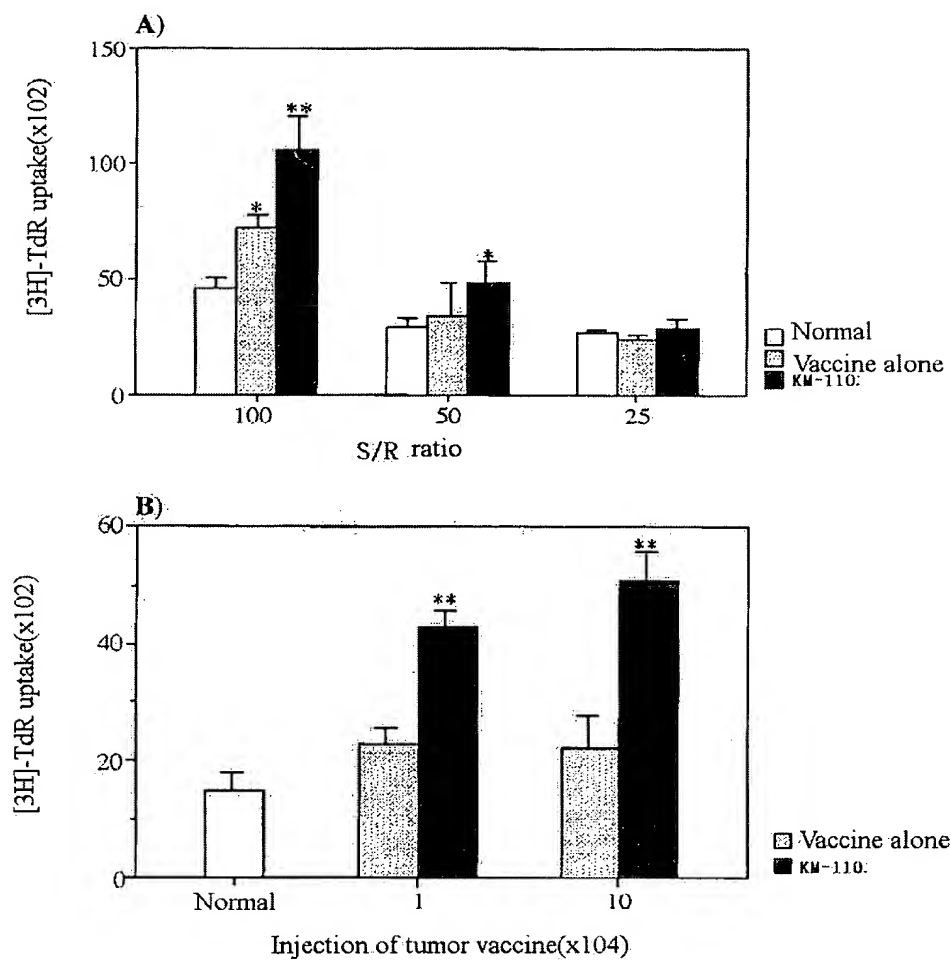 A)
150
100
50
0
[3H]-TdR uptake(x102)
**
*
*
100
50
25
S/R ratio
Normal
Vaccine alone
KM-110:
B)
60
40
20
0
[3H]-TdR uptake(x102)
**
**
Normal
1
10
Injection of tumor vaccine(x104)
Vaccine alone
KM-110: